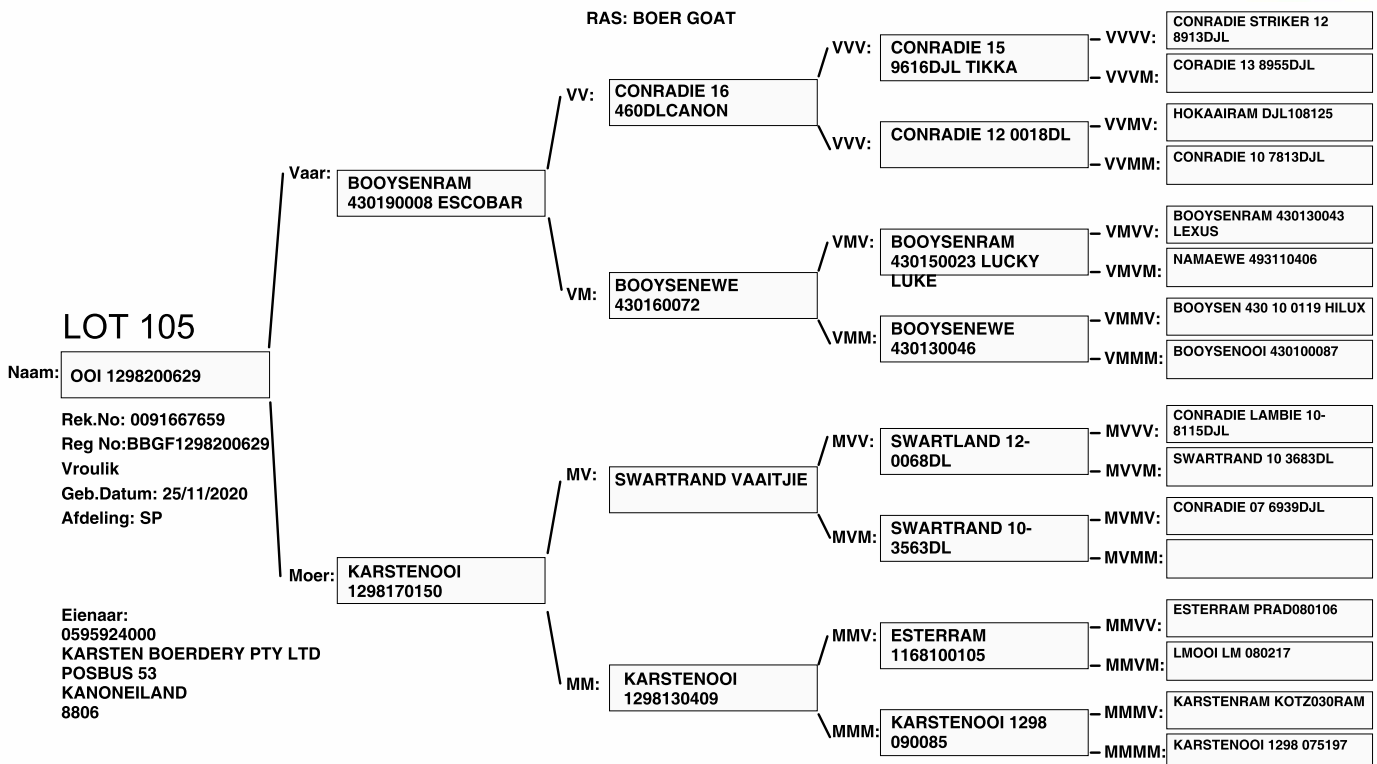 RAS: BOER GOAT
LOT 105
Naam:
OOI 1298200629
Rek.No: 0091667659
Reg No:BBGF1298200629
Vroulik
Geb.Datum: 25/11/2020
Afdeling: SP
Eienaar:
0595924000
KARSTEN BOERDERY PTY LTD
POSBUS 53
KANONEILAND
8806
Vaar:
BOOYSENRAM
430190008 ESCOBAR
Moer:
KARSTENOOI
1298170150
VV:
CONRADIE 16
460DLCANON
VM:
BOOYSENEWE
430160072
MV:
SWARTRAND VAAITJIE
MM:
KARSTENOOI
1298130409
VVV:
CONRADIE 15
9616DJL TIKKA
VVV:
CONRADIE 12 0018DL
VMV:
BOOYSENRAM
430150023 LUCKY
LUKE
VMM:
BOOYSENEWE
430130046
MVV:
SWARTLAND 12-
0068DL
MVM:
SWARTRAND 10-
3563DL
MMV:
ESTERRAM
1168100105
MMM:
KARSTENOOI 1298
090085
VVVV:
CONRADIE STRIKER 12
8913DJL
VVVM:
CORADIE 13 8955DJL
VVMV:
HOKAAIRAM DJL108125
VVMM:
CONRADIE 10 7813DJL
VMVV:
BOOYSENRAM 430130043
LEXUS
VMVM:
NAMAEWE 493110406
VMMV:
BOOYSEN 430 10 0119 HILUX
VMMM:
BOOYSENOOI 430100087
MVVV:
CONRADIE LAMBIE 10-
8115DJL
MVVM:
SWARTRAND 10 3683DL
MVMV:
CONRADIE 07 6939DJL
MVMM:
MMVV:
ESTERRAM PRAD080106
MMVM:
LMOOI LM 080217
MMMV:
KARSTENRAM KOTZ030RAM
MMMM:
KARSTENOOI 1298 075197